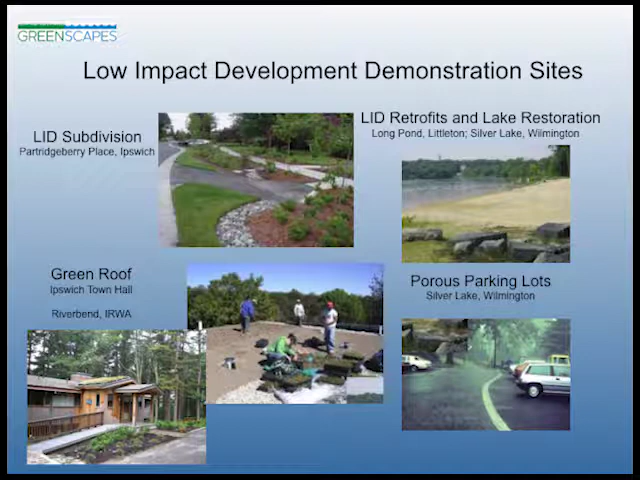 GREENSCAPES
Low Impact Development Demonstration Sites
LID Subdivision
Partridgeberry Place, Ipswich
LID Retrofits and Lake Restoration
Long Pond, Littleton; Silver Lake, Wilmington
Green Roof
Ipswich Town Hall
Riverbend, IRWA
Porous Parking Lots
Silver Lake, Wilmington